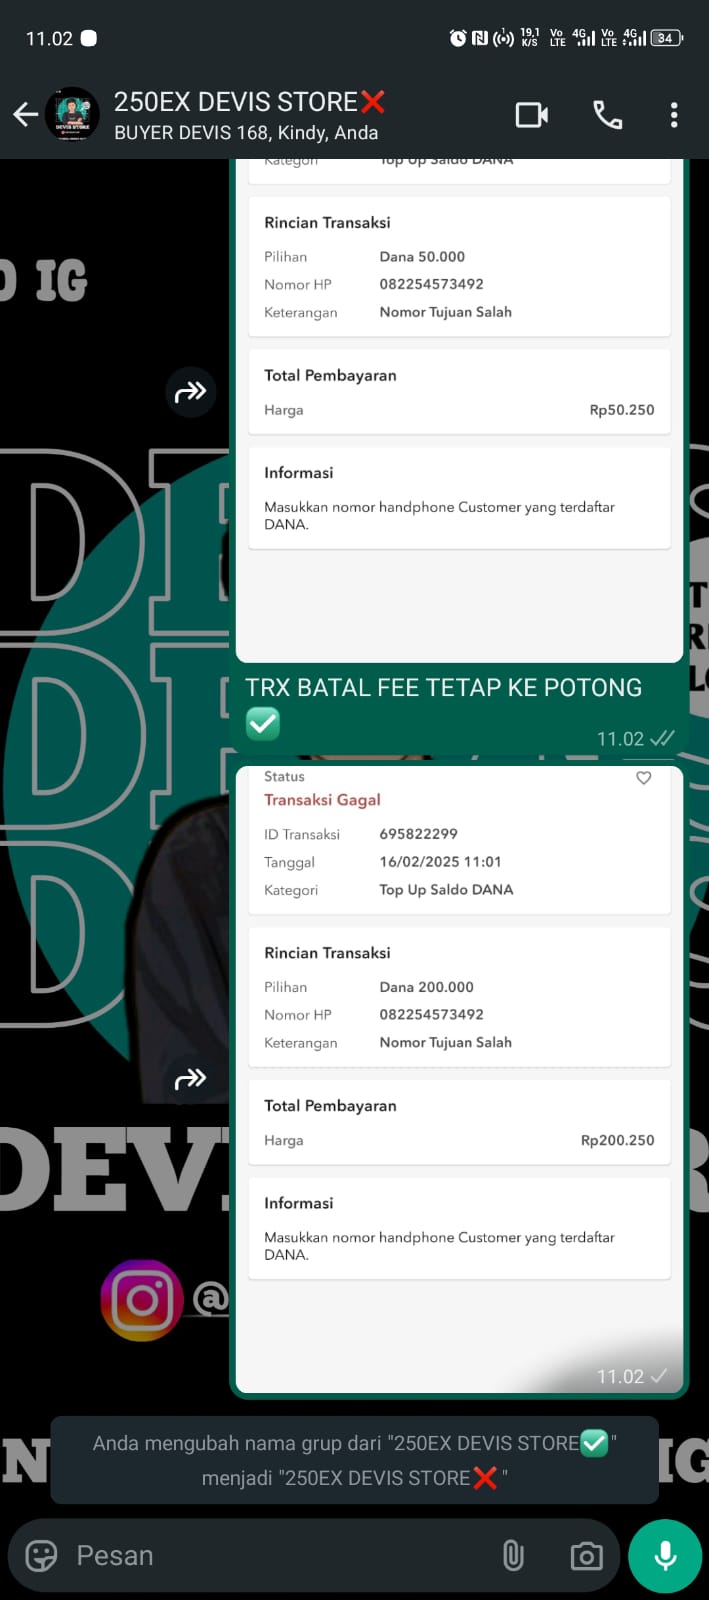 11.02
19,1 K/S
Vo LTE
4G
Vo LTE
4G
34
250EX DEVIS STORE❌
BUYER DEVIS 168, Kindy, Anda
Kategori Top Up Saldo DANA
Rincian Transaksi
Pilihan Dana 50.000
Nomor HP 082254573492
Keterangan Nomor Tujuan Salah
Total Pembayaran
Harga Rp50.250
Informasi
Masukkan nomor handphone Customer yang terdaftar
DANA.
TRX BATAL FEE TETAP KE POTONG
✅
11.02
Status
Transaksi Gagal
ID Transaksi 695822299
Tanggal 16/02/2025 11:01
Kategori Top Up Saldo DANA
Rincian Transaksi
Pilihan Dana 200.000
Nomor HP 082254573492
Keterangan Nomor Tujuan Salah
Total Pembayaran
Harga Rp200.250
Informasi
Masukkan nomor handphone Customer yang terdaftar
DANA.
11.02
IG
DEV
@
Anda mengubah nama grup dari "250EX DEVIS STORE✅"
menjadi "250EX DEVIS STORE❌"
Pesan